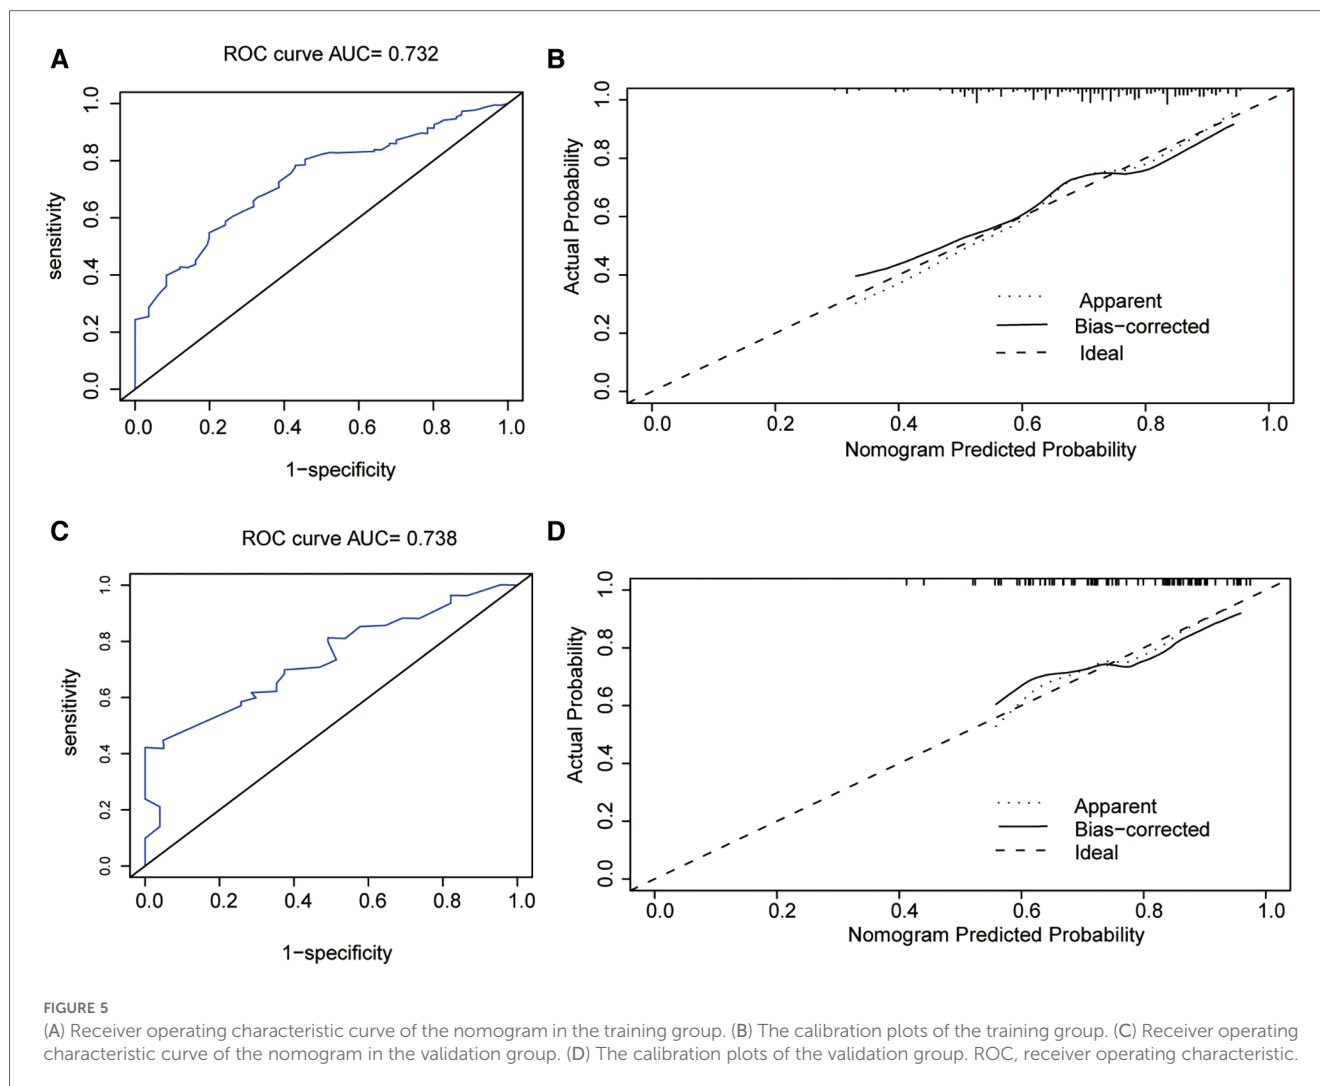 A
ROC curve AUC= 0.732
sensitivity
0.0 0.2 0.4 0.6 0.8 1.0
0.0 0.2 0.4 0.6 0.8 1.0
1−specificity
B
Actual Probability
0.0 0.2 0.4 0.6 0.8 1.0
Apparent
Bias−corrected
Ideal
0.0 0.2 0.4 0.6 0.8 1.0
Nomogram Predicted Probability
C
ROC curve AUC= 0.738
sensitivity
0.0 0.2 0.4 0.6 0.8 1.0
0.0 0.2 0.4 0.6 0.8 1.0
1−specificity
D
Actual Probability
0.0 0.2 0.4 0.6 0.8 1.0
Apparent
Bias−corrected
Ideal
0.0 0.2 0.4 0.6 0.8 1.0
Nomogram Predicted Probability
FIGURE 5
(A) Receiver operating characteristic curve of the nomogram in the training group. (B) The calibration plots of the training group. (C) Receiver operating
characteristic curve of the nomogram in the validation group. (D) The calibration plots of the validation group. ROC, receiver operating characteristic.